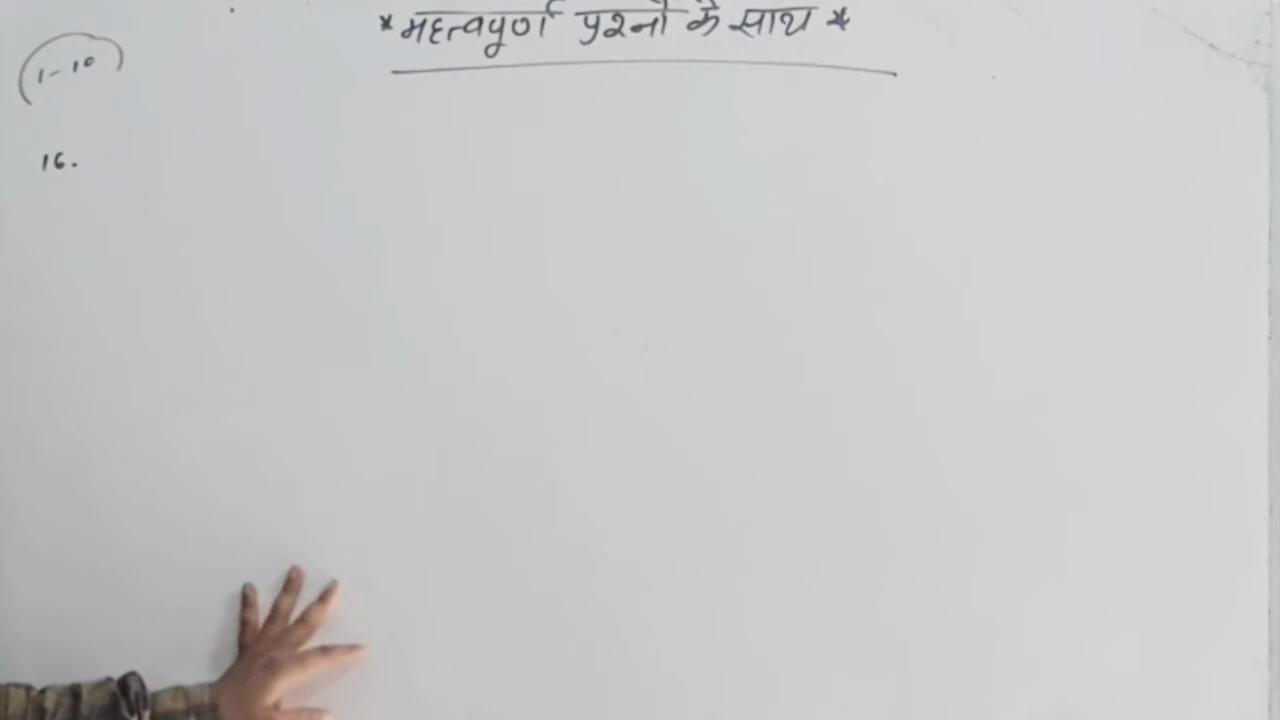 * महत्वपूर्ण प्रश्नों के साथ *
(1-10)
16.